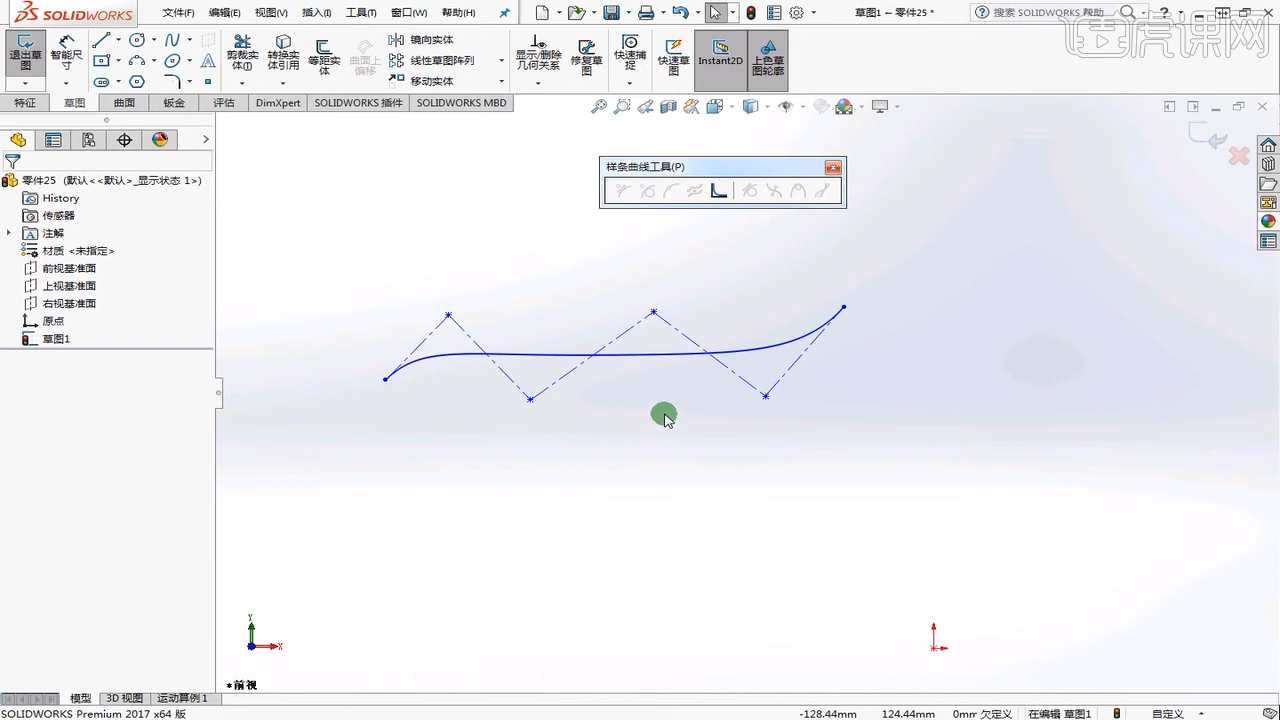 SOLIDWORKS
文件(F)
编辑(E)
视图(V)
插入(I)
工具(T)
窗口(W)
帮助(H)
草图1 ← 零件25 *
搜索 SOLIDWORKS 帮助
虎课网
退出草图
智能尺寸
剪裁实体(T)
转换实体引用
等距实体
曲面上偏移
镜向实体
线性草图阵列
移动实体
显示/删除几何关系
修复草图
快速捕捉
快速草图
Instant2D
上色草图轮廓
特征
草图
曲面
钣金
评估
DimXpert
SOLIDWORKS 插件
SOLIDWORKS MBD
样条曲线工具(P)
零件25 (默认<<默认>_显示状态 1>)
History
传感器
注解
材质 <未指定>
前视基准面
上视基准面
右视基准面
原点
草图1
Y
X
*前视
模型
3D 视图
运动算例 1
SOLIDWORKS Premium 2017 x64 版
-128.44mm
124.44mm
0mm 欠定义
在编辑 草图1
自定义